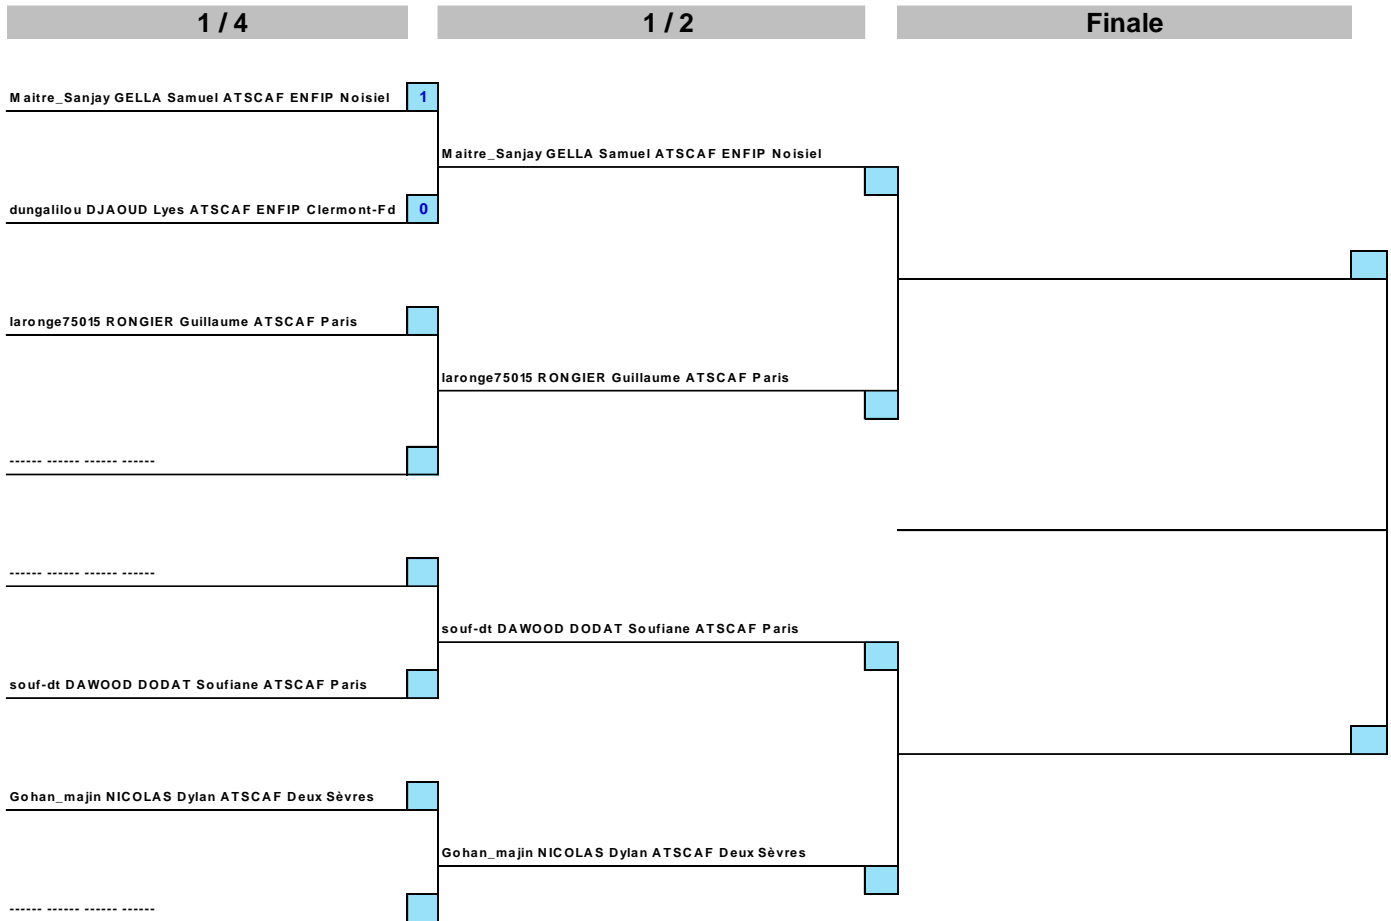 1 / 4
1 / 2
Finale
Maitre_Sanjay GELLA Samuel ATSCAF ENFIP Noisiel 1
Maitre_Sanjay GELLA Samuel ATSCAF ENFIP Noisiel
dungalilou DJAOUD Lyes ATSCAF ENFIP Clermont-Fd 0
laronge75015 RONGIER Guillaume ATSCAF Paris
laronge75015 RONGIER Guillaume ATSCAF Paris
------ ------ ------ ------
------ ------ ------ ------
souf-dt DAWOOD DODAT Soufiane ATSCAF Paris
souf-dt DAWOOD DODAT Soufiane ATSCAF Paris
Gohan_majin NICOLAS Dylan ATSCAF Deux Sèvres
Gohan_majin NICOLAS Dylan ATSCAF Deux Sèvres
------ ------ ------ ------